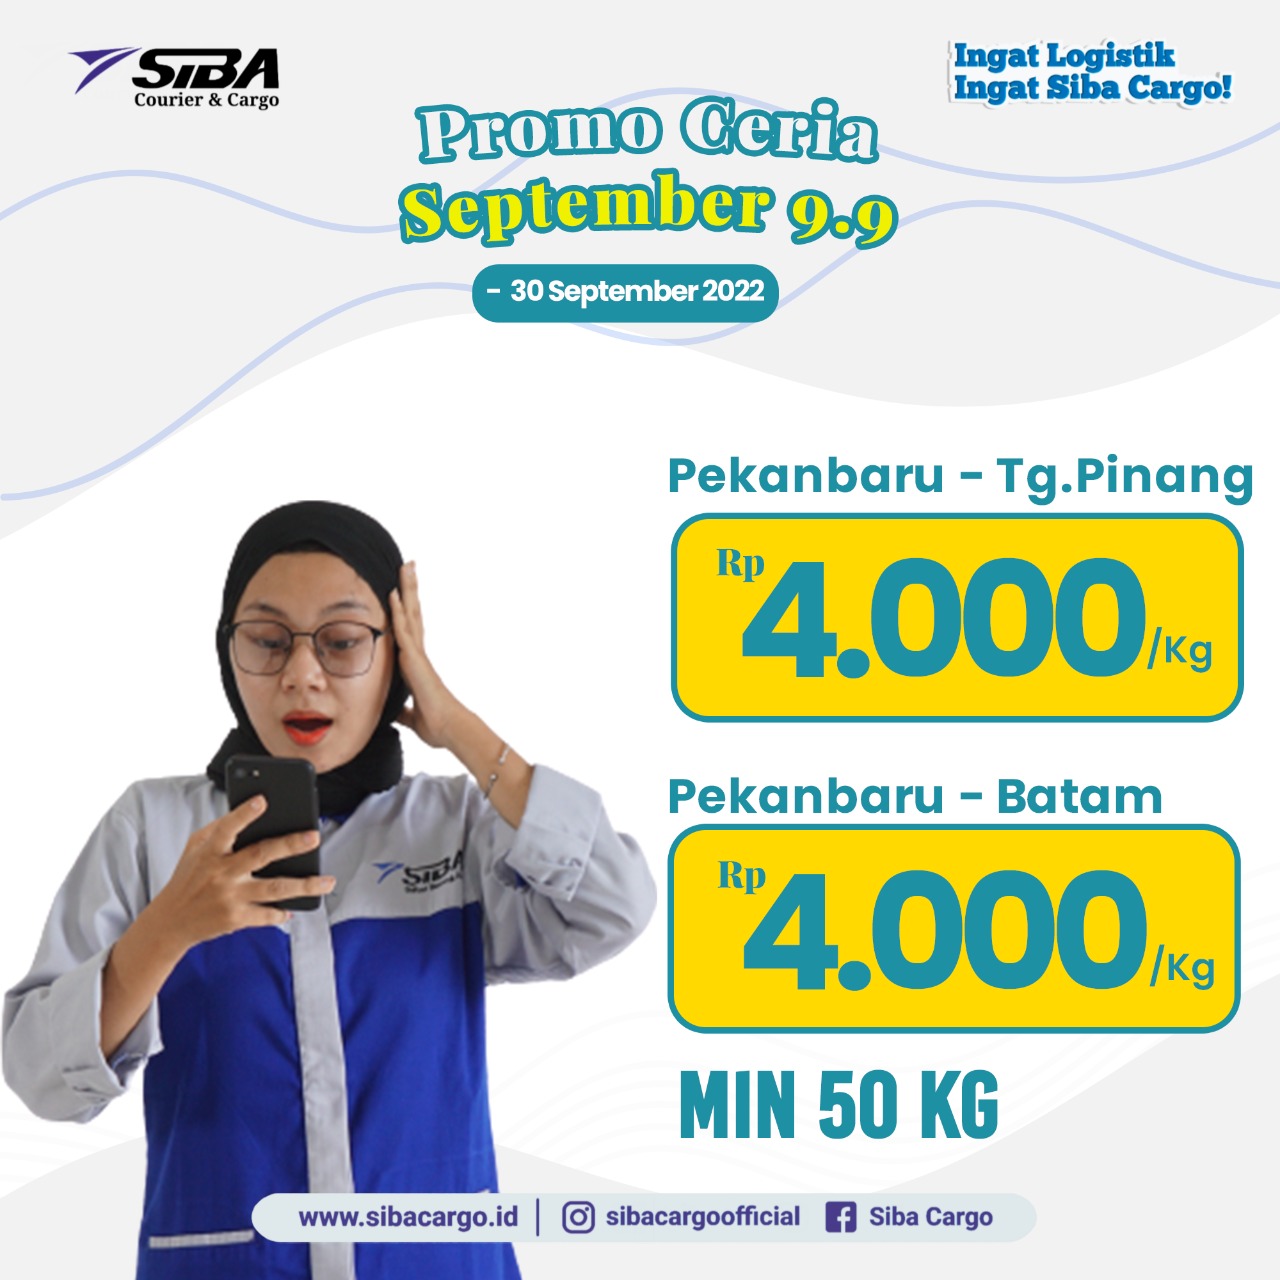 SiBA
Courier & Cargo
Ingat Logistik
Ingat Siba Cargo!
Promo Ceria
September 9.9
- 30 September 2022
Pekanbaru - Tg.Pinang
Rp 4.000/Kg
Pekanbaru - Batam
Rp 4.000/Kg
MIN 50 KG
SiBA
www.sibacargo.id | sibacargoofficial Siba Cargo